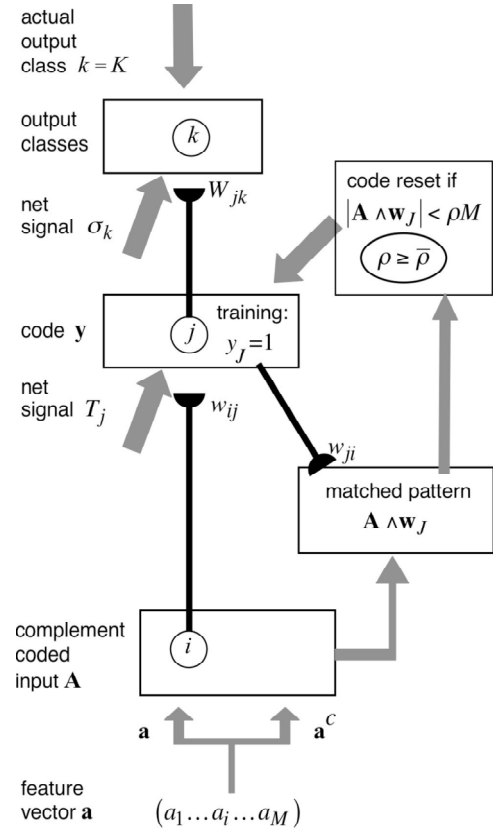 actual
output
class k = K
output
classes
k
W_jk
net
signal σ_k
code reset if
|A ∧ w_J| < ρM
ρ ≥ ρ̅
code y
j
training:
y_J = 1
net
signal T_j
w_ij
w_ji
matched pattern
A ∧ w_J
complement
coded
input A
i
a
a^c
feature
vector a
(a_1 … a_i … a_M)